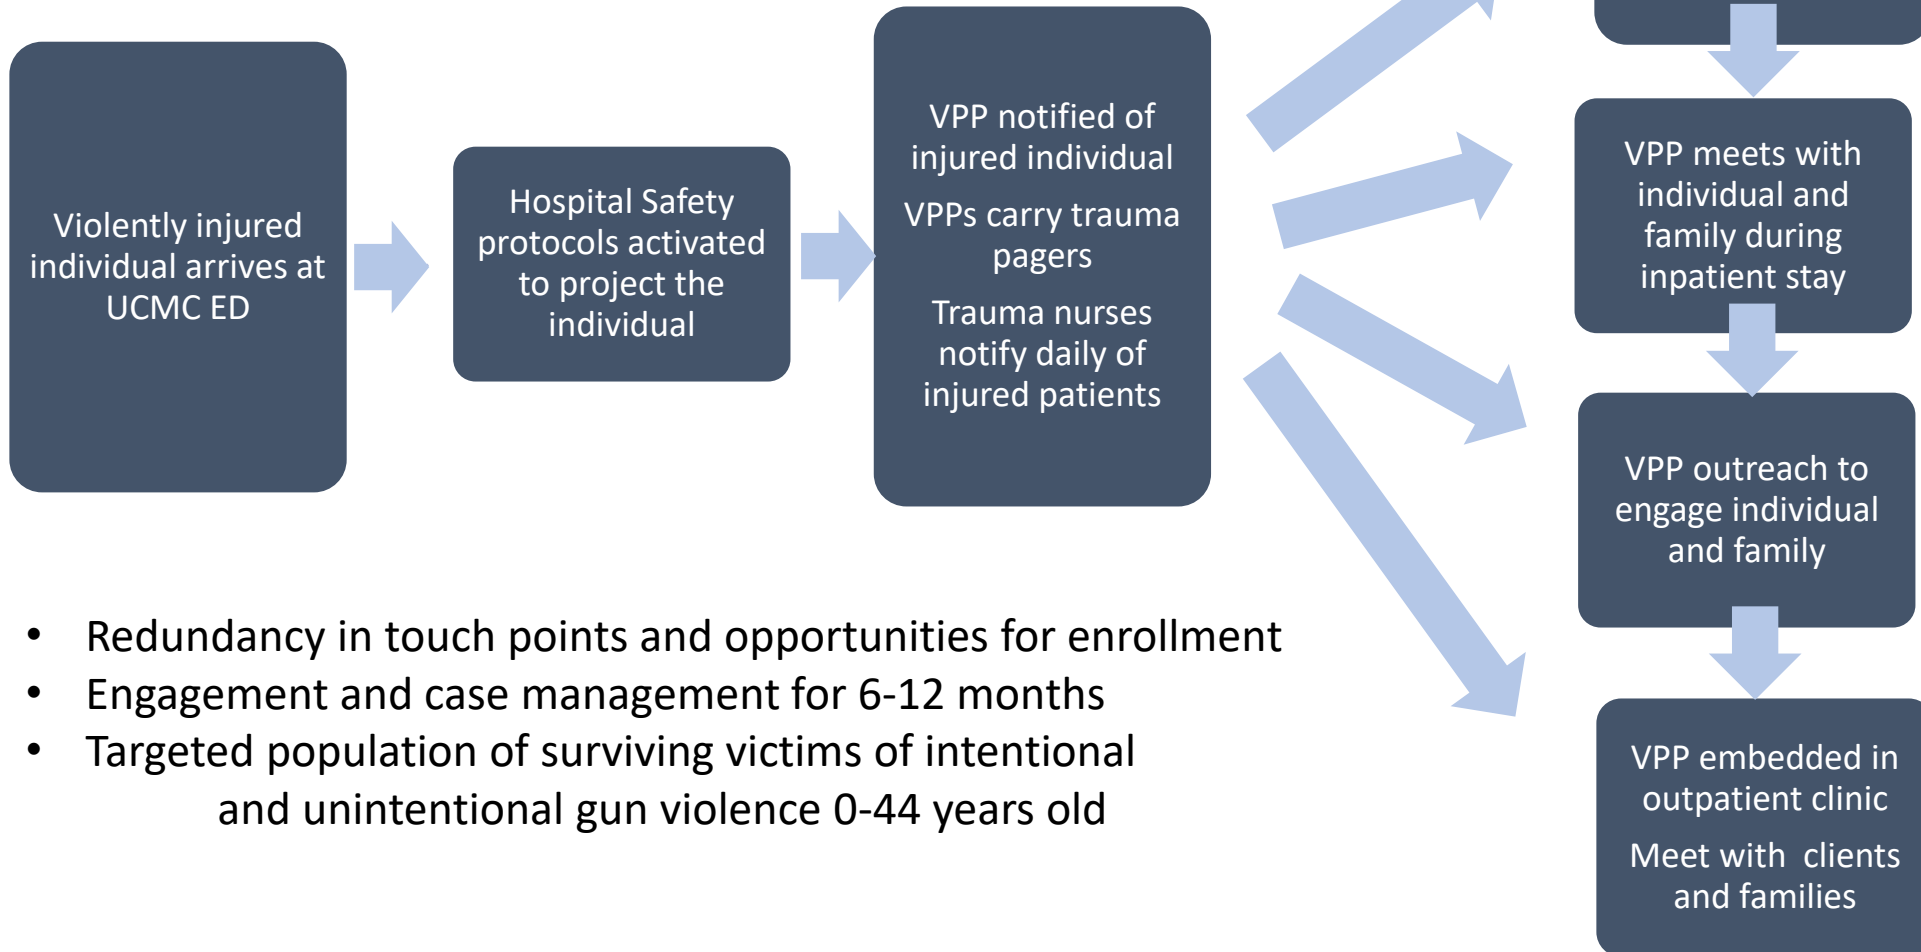 Violently injured
individual arrives at
UCMC ED
Hospital Safety
protocols activated
to project the
individual
VPP notified of
injured individual
VPPs carry trauma
pagers
Trauma nurses
notify daily of
injured patients
VPP meets with
individual and
family during
inpatient stay
VPP outreach to
engage individual
and family
VPP embedded in
outpatient clinic
Meet with clients
and families
• Redundancy in touch points and opportunities for enrollment
• Engagement and case management for 6-12 months
• Targeted population of surviving victims of intentional
and unintentional gun violence 0-44 years old